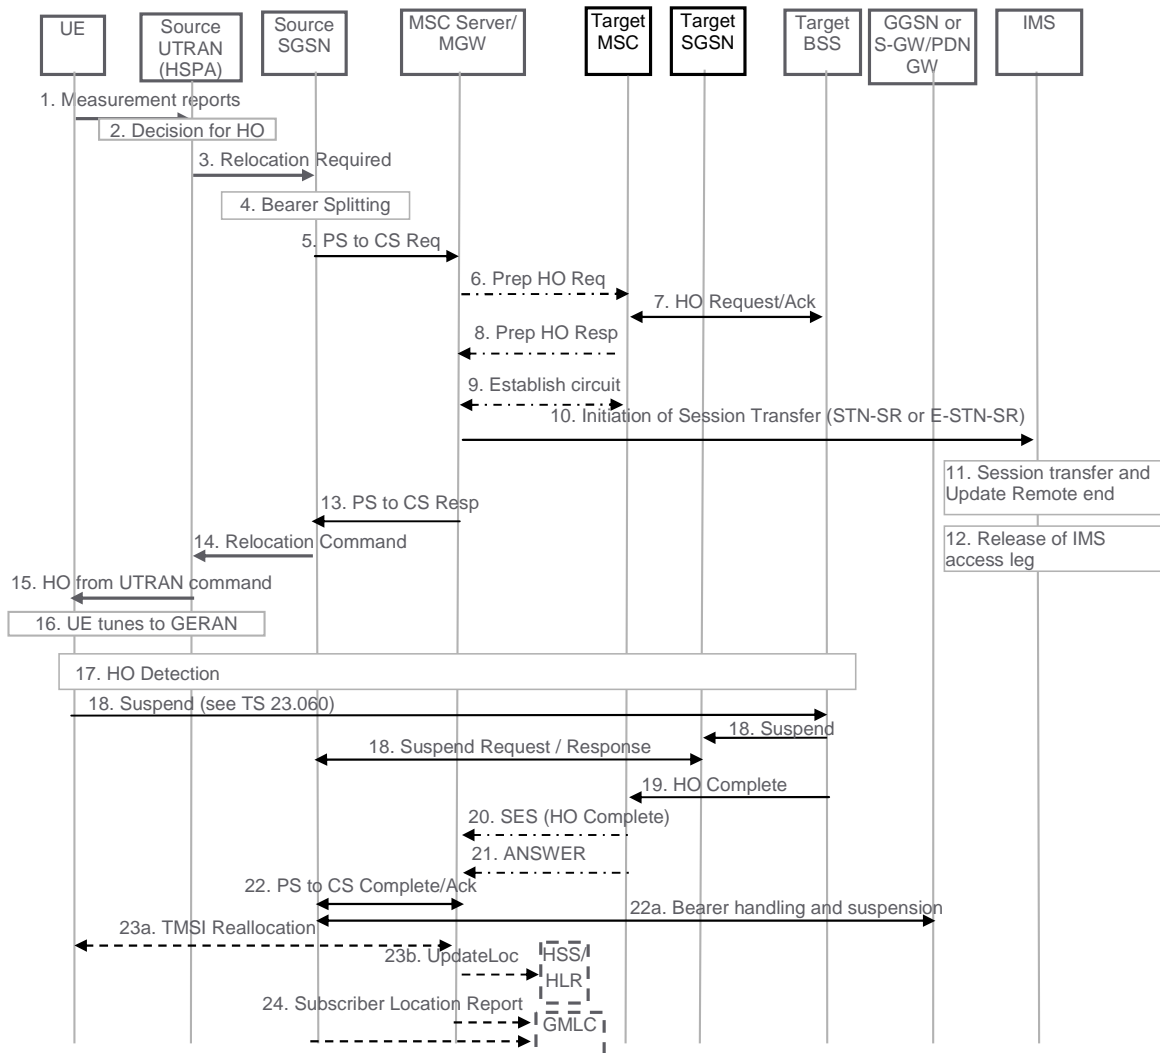 UE
Source
UTRAN
(HSPA)
Source
SGSN
MSC Server/
MGW
Target
MSC
Target
SGSN
Target
BSS
GGSN or
S-GW/PDN
GW
IMS
1. Measurement reports
2. Decision for HO
3. Relocation Required
4. Bearer Splitting
5. PS to CS Req
6. Prep HO Req
7. HO Request/Ack
8. Prep HO Resp
9. Establish circuit
10. Initiation of Session Transfer (STN-SR or E-STN-SR)
11. Session transfer and
Update Remote end
13. PS to CS Resp
12. Release of IMS
access leg
14. Relocation Command
15. HO from UTRAN command
16. UE tunes to GERAN
17. HO Detection
18. Suspend (see TS 23.060)
18. Suspend
18. Suspend Request / Response
19. HO Complete
20. SES (HO Complete)
21. ANSWER
22. PS to CS Complete/Ack
22a. Bearer handling and suspension
23a. TMSI Reallocation
23b. UpdateLoc
HSS/
HLR
24. Subscriber Location Report
GMLC